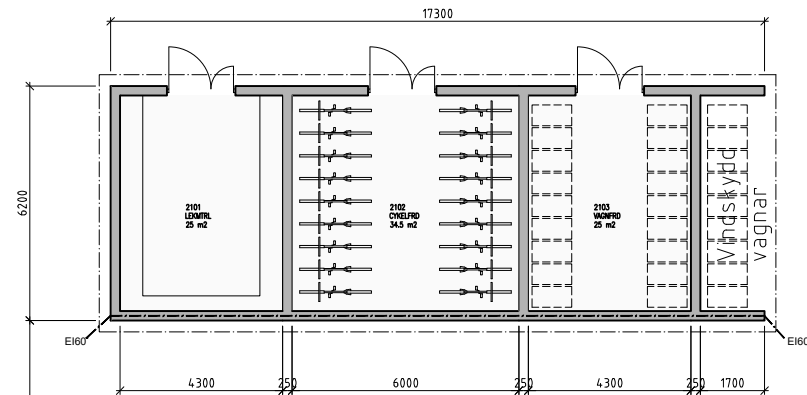 17300
6200
2101
LEKMTRL
25 m2
2102
CYKELFRD
34.5 m2
2103
VAGNFRD
25 m2
Vindskydd
vagnar
EI60
EI60
4300
250
6000
250
4300
250
1700